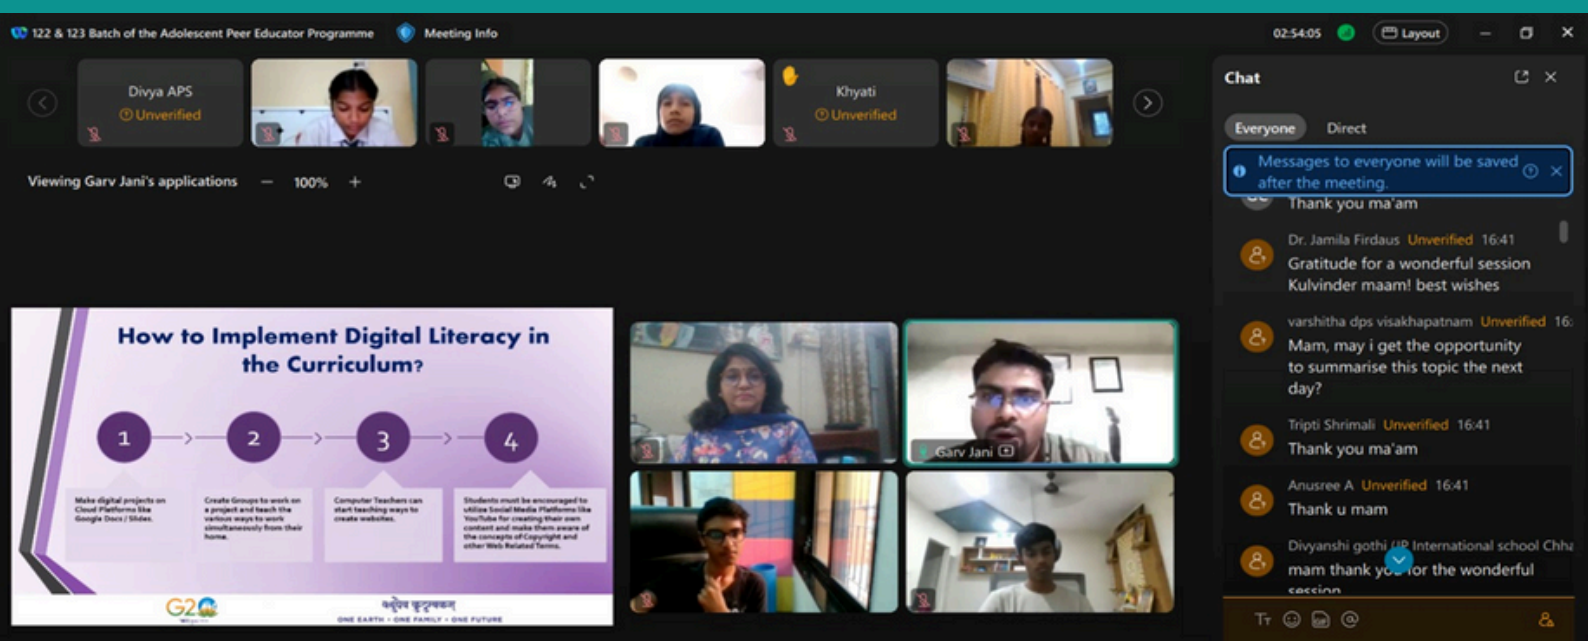 122 & 123 Batch of the Adolescent Peer Educator Programme
Meeting Info
02:54:05
Layout
Divya APS
Unverified
Khyati
Unverified
Viewing Garv Jani's applications
100%
How to Implement Digital Literacy in
the Curriculum?
1
2
3
4
Make digital projects on
Cloud Platforms like
Google Docs / Slides.
Create Groups to work on
a project and teach the
various ways to work
simultaneously from their
home.
Computer Teachers can
start teaching ways to
create websites.
Students must be encouraged to
utilize Social Media Platforms like
YouTube for creating their own
content and make them aware of
the concepts of Copyright and
other Web Related Terms.
G20
वसुधैव कुटुम्बकम्
ONE EARTH • ONE FAMILY • ONE FUTURE
Garv Jani
Chat
Everyone
Direct
Messages to everyone will be saved
after the meeting.
Thank you ma'am
Dr. Jamila Firdaus Unverified 16:41
Gratitude for a wonderful session
Kulvinder maam! best wishes
varshitha dps visakhapatnam Unverified 16:
Mam, may i get the opportunity
to summarise this topic the next
day?
Tripti Shrimali Unverified 16:41
Thank you ma'am
Anusree A Unverified 16:41
Thank u mam
Divyanshi gothi (JP International school Chha
mam thank you for the wonderful
session